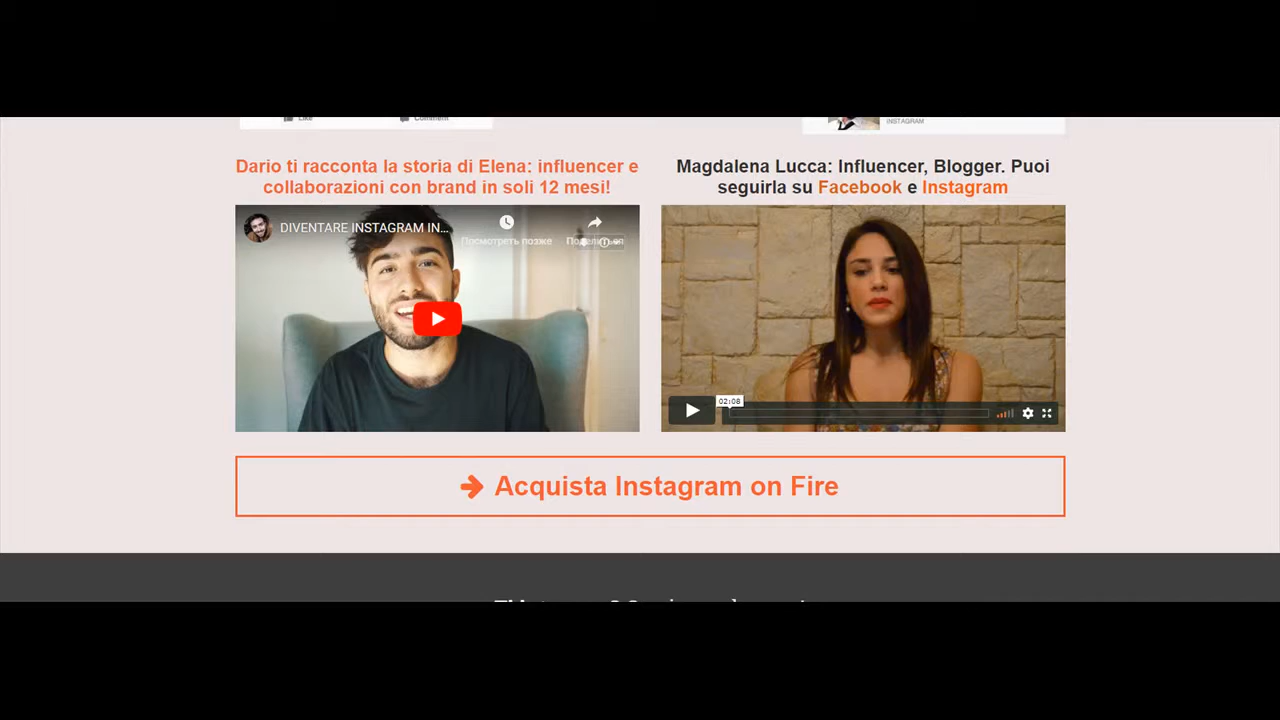 Like
Comment
INSTAGRAM
Dario ti racconta la storia di Elena: influencer e
collaborazioni con brand in soli 12 mesi!
Magdalena Lucca: Influencer, Blogger. Puoi
seguirla su Facebook e Instagram
DIVENTARE INSTAGRAM IN...
Посмотреть позже
Поделиться
02:08
Acquista Instagram on Fire